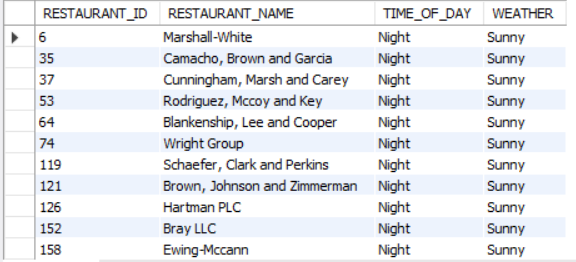 RESTAURANT_ID RESTAURANT_NAME TIME_OF_DAY WEATHER
6 Marshall-White Night Sunny
35 Camacho, Brown and Garcia Night Sunny
37 Cunningham, Marsh and Carey Night Sunny
53 Rodriguez, Mccoy and Key Night Sunny
64 Blankenship, Lee and Cooper Night Sunny
74 Wright Group Night Sunny
119 Schaefer, Clark and Perkins Night Sunny
121 Brown, Johnson and Zimmerman Night Sunny
126 Hartman PLC Night Sunny
152 Bray LLC Night Sunny
158 Ewing-Mccann Night Sunny